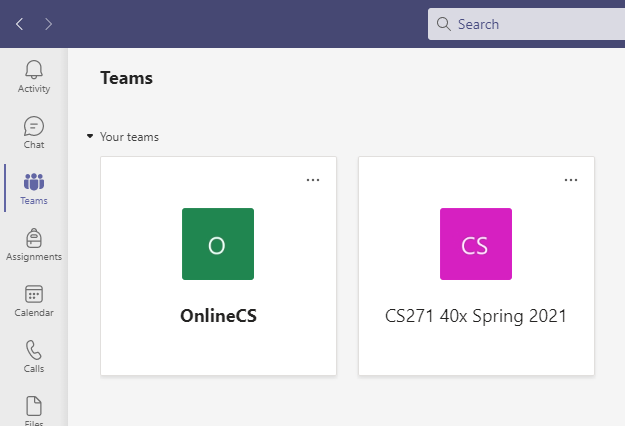 Search
Activity
Chat
Teams
Assignments
Calendar
Calls
Files
Teams
Your teams
...
O
OnlineCS
...
CS
CS271 40x Spring 2021